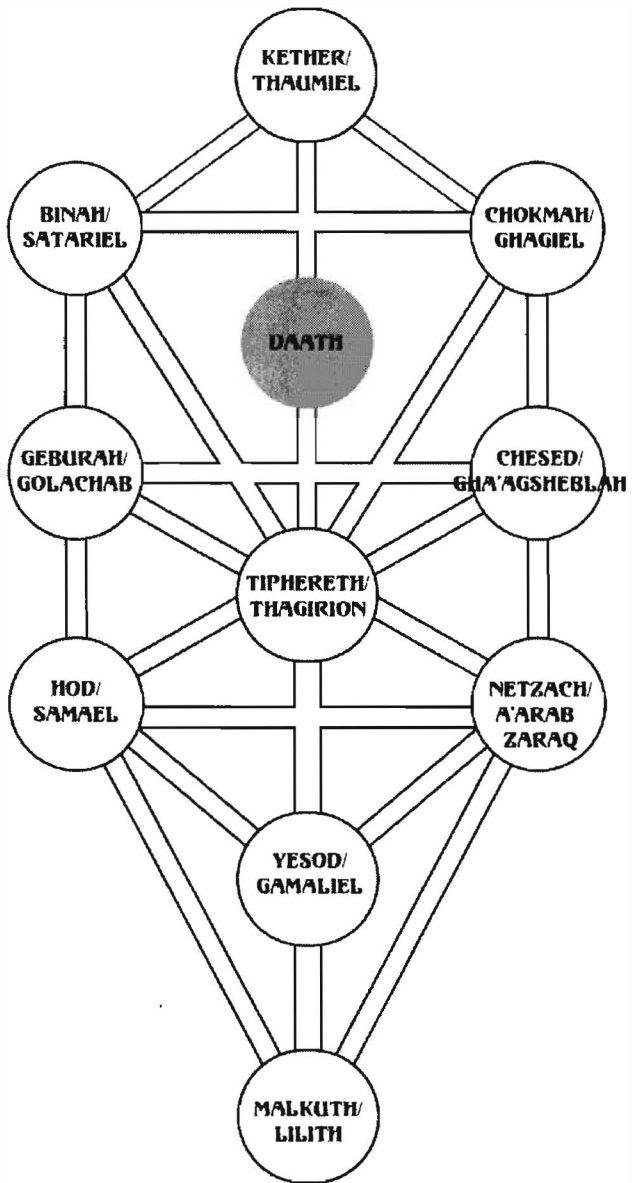 KETHER/
THAUMIEL
BINAH/
SATARIEL
CHOKMAH/
GHAGIEL
DAATH
GEBURAH/
GOLACHAB
CHESED/
GHA'AGSHEBLAH
TIPHERETH/
THAGIRION
HOD/
SAMAEL
NETZACH/
A'ARAB
ZARAQ
YESOD/
GAMALIEL
MALKUTH/
LILITH